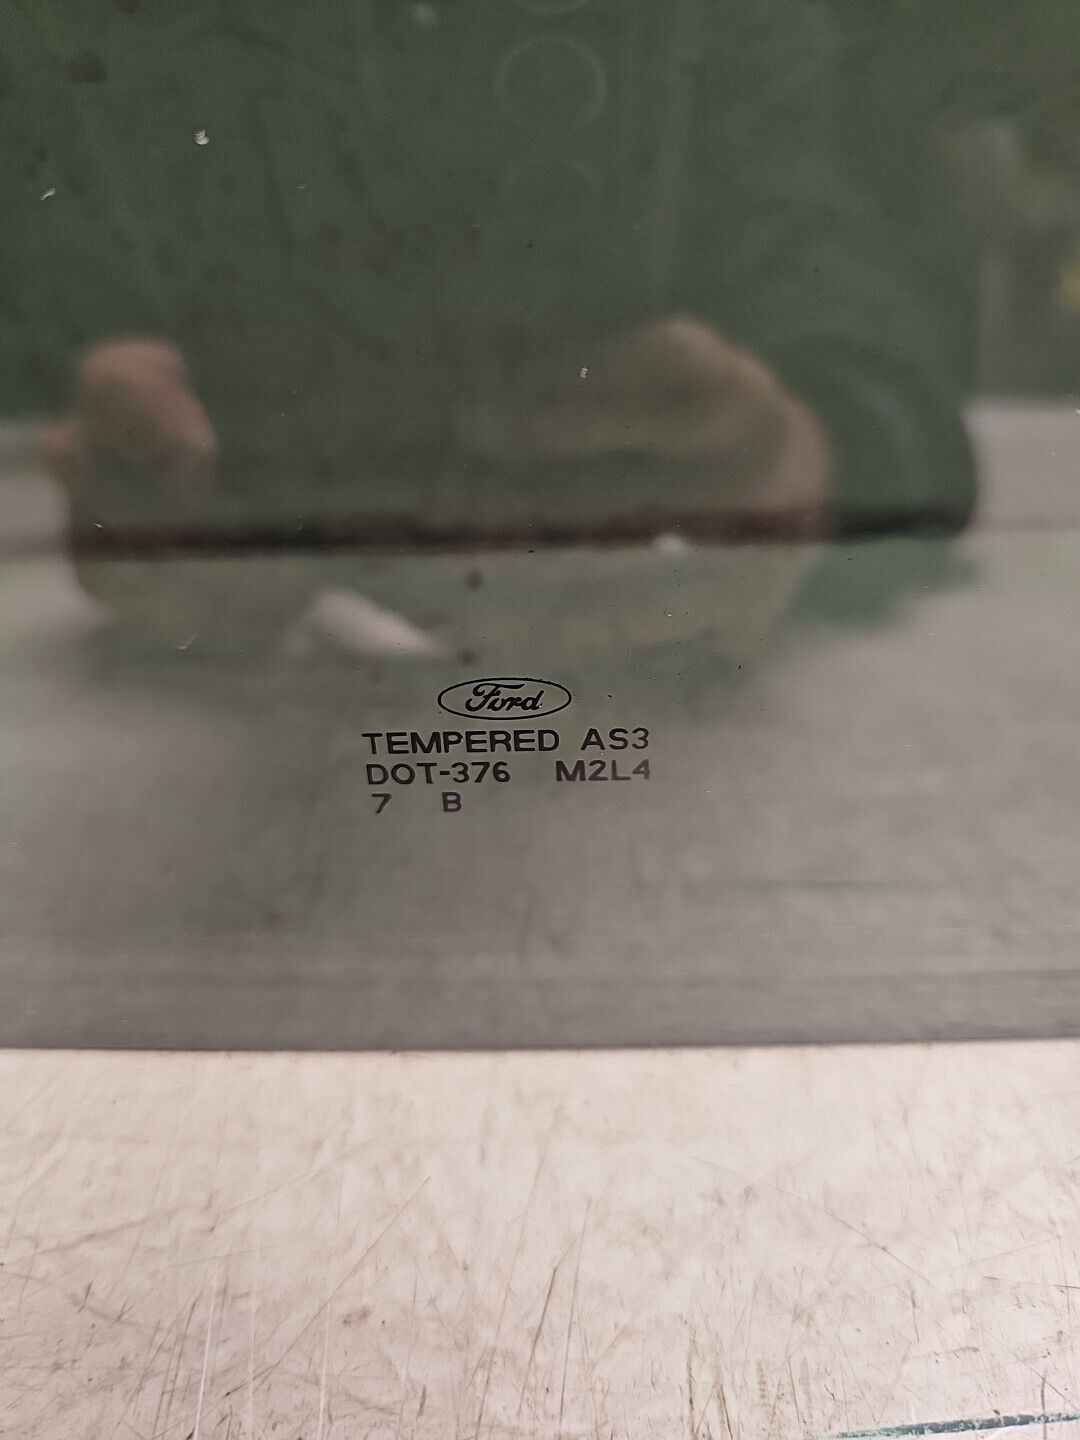 Ford
TEMPERED AS3
DOT-376 M2L4
7 B